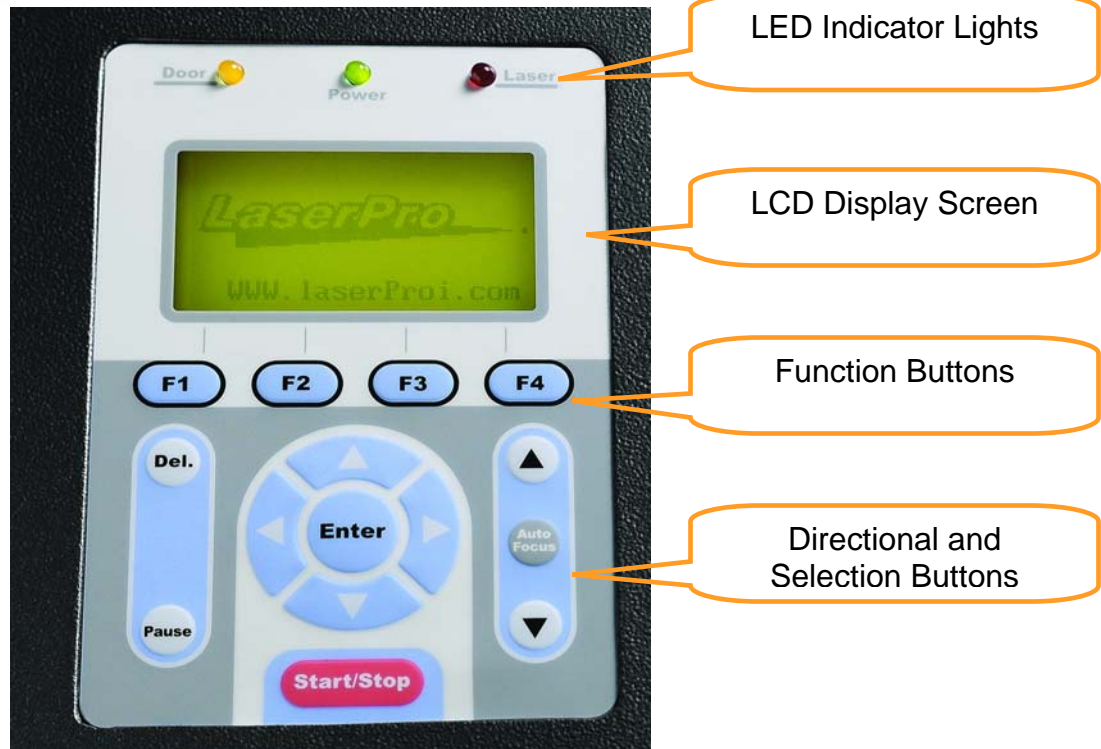 LED Indicator Lights
Door
Power
Laser
LaserPro
LCD Display Screen
WWW.laserProi.com
Function Buttons
F1 F2 F3 F4
Del.
Enter
Auto
Focus
Directional and
Selection Buttons
Pause
Start/Stop